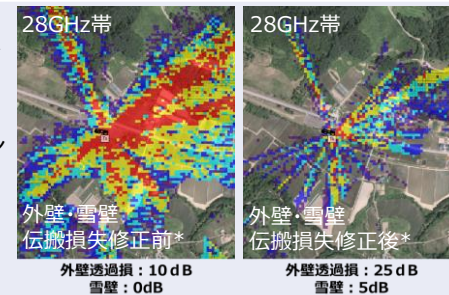 28GHz帯
外壁・雪壁
伝搬損失修正前*
外壁透過損:10dB
雪壁:0dB
28GHz帯
外壁・雪壁
伝搬損失修正後*
外壁透過損:25dB
雪壁:5dB